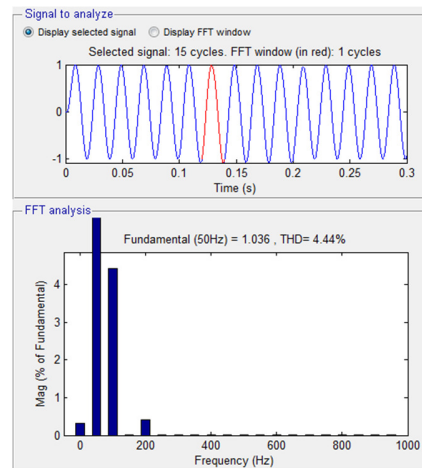 Signal to analyze
Display selected signal Display FFT window
Selected signal: 15 cycles. FFT window (in red): 1 cycles
1
0
-1
0 0.05 0.1 0.15 0.2 0.25 0.3
Time (s)
FFT analysis
Fundamental (50Hz) = 1.036 , THD= 4.44%
4
3
2
1
0
Mag (% of Fundamental)
0 200 400 600 800 1000
Frequency (Hz)